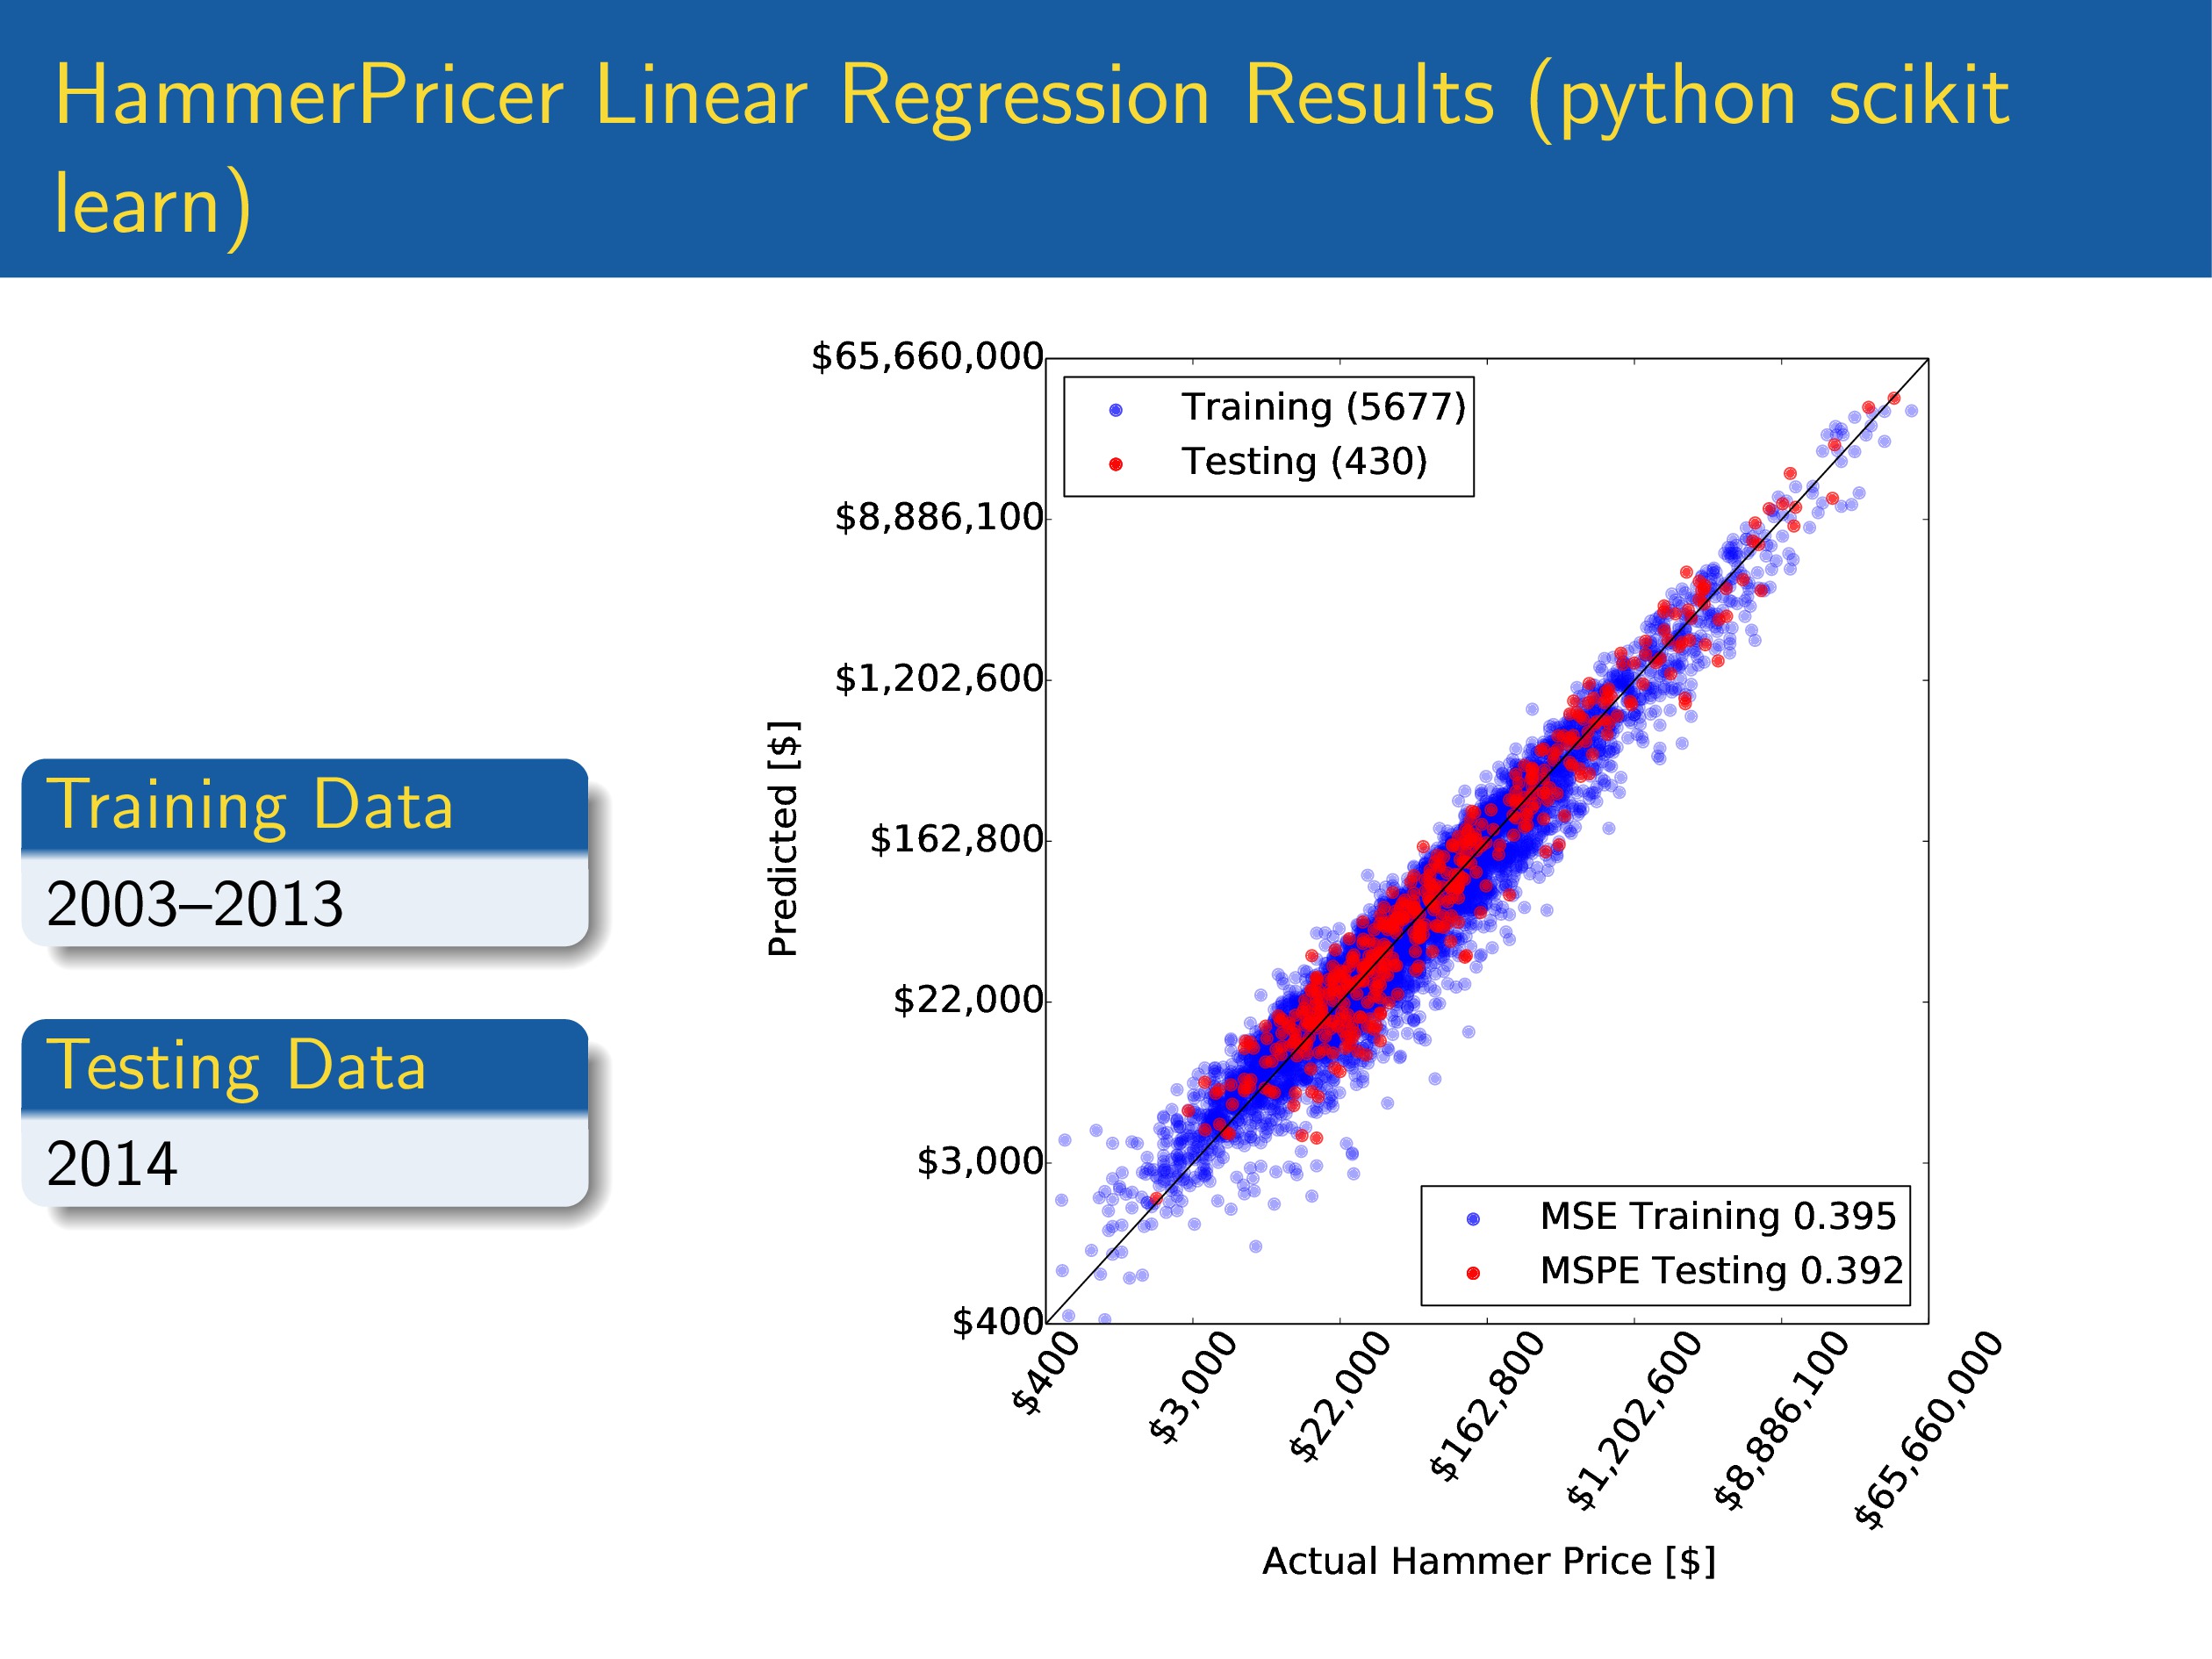 HammerPricer Linear Regression Results (python scikit
learn)
Training Data
2003–2013
Testing Data
2014
$65,660,000
$8,886,100
$1,202,600
$162,800
$22,000
$3,000
$400
Predicted [$]
Training (5677)
Testing (430)
MSE Training 0.395
MSPE Testing 0.392
$400
$3,000
$22,000
$162,800
$1,202,600
$8,886,100
$65,660,000
Actual Hammer Price [$]